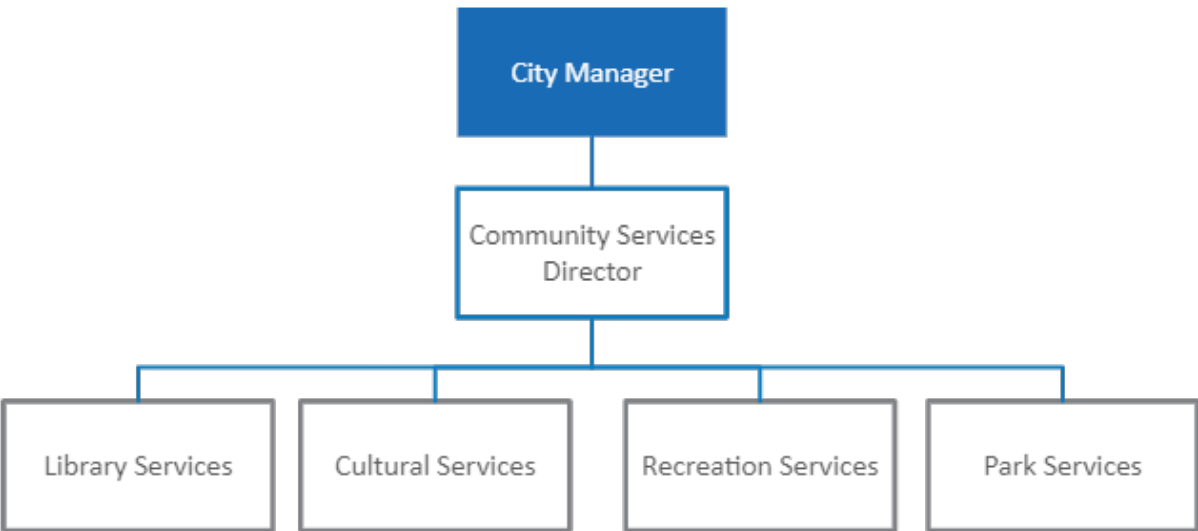 City Manager
Community Services
Director
Library Services
Cultural Services
Recreation Services
Park Services